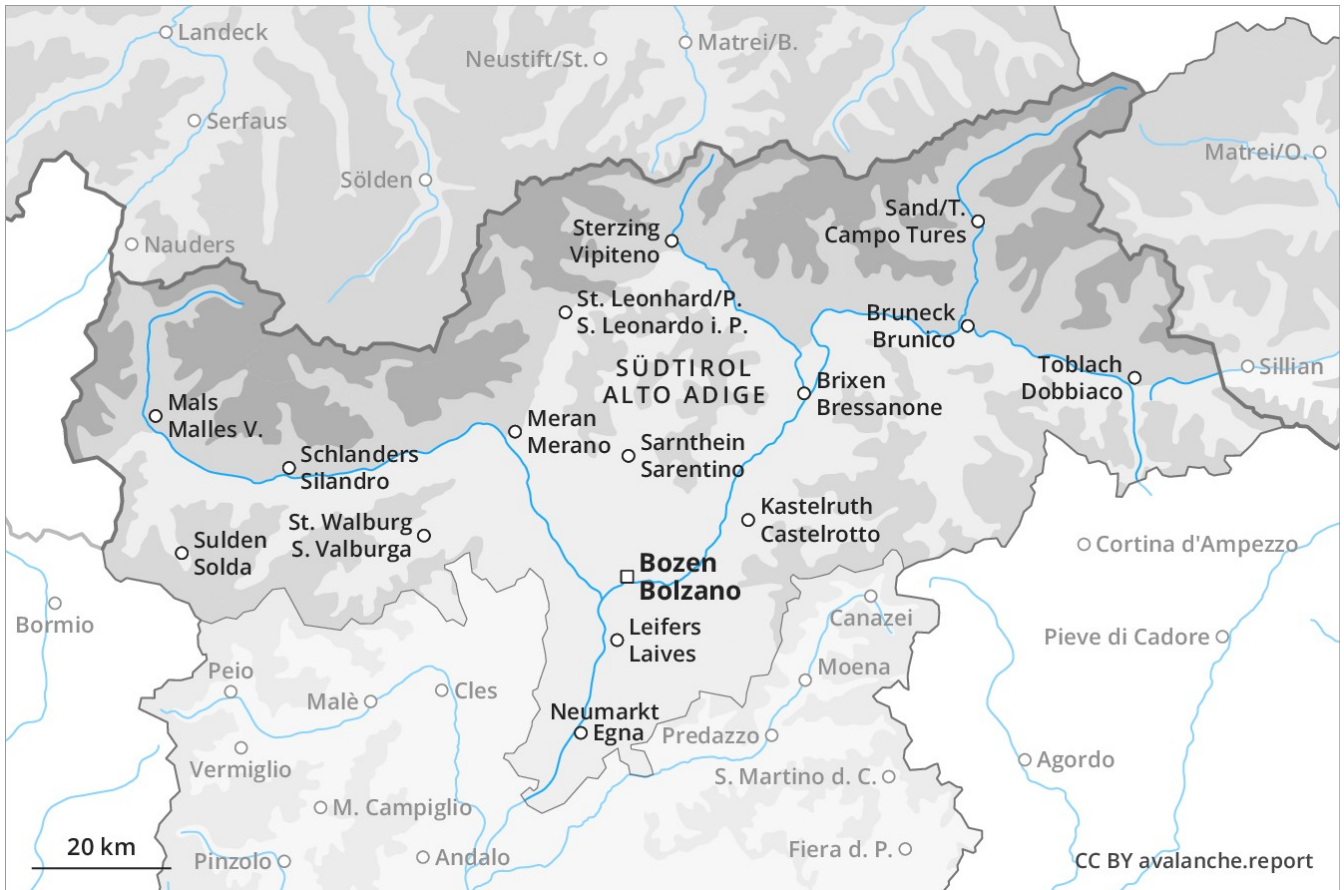 Landeck
Neustift/St.
Matrei/B.
Serfaus
Matrei/O.
Sölden
Nauders
Sand/T.
Campo Tures
Sterzing
Vipiteno
St. Leonhard/P.
S. Leonardo i. P.
Bruneck
Brunico
SÜDTIROL
ALTO ADIGE
Toblach
Dobbiaco
Sillian
Brixen
Bressanone
Mals
Malles V.
Meran
Merano
Sarnthein
Sarentino
Schlanders
Silandro
Kastelruth
Castelrotto
St. Walburg
S. Valburga
Sulden
Solda
Cortina d'Ampezzo
Bozen
Bolzano
Bormio
Canazei
Leifers
Laives
Pieve di Cadore
Peio
Moena
Malè
Cles
Neumarkt
Egna
Predazzo
Vermiglio
Agordo
S. Martino d. C.
M. Campiglio
20 km
Pinzolo
Andalo
Fiera d. P.
CC BY avalanche.report